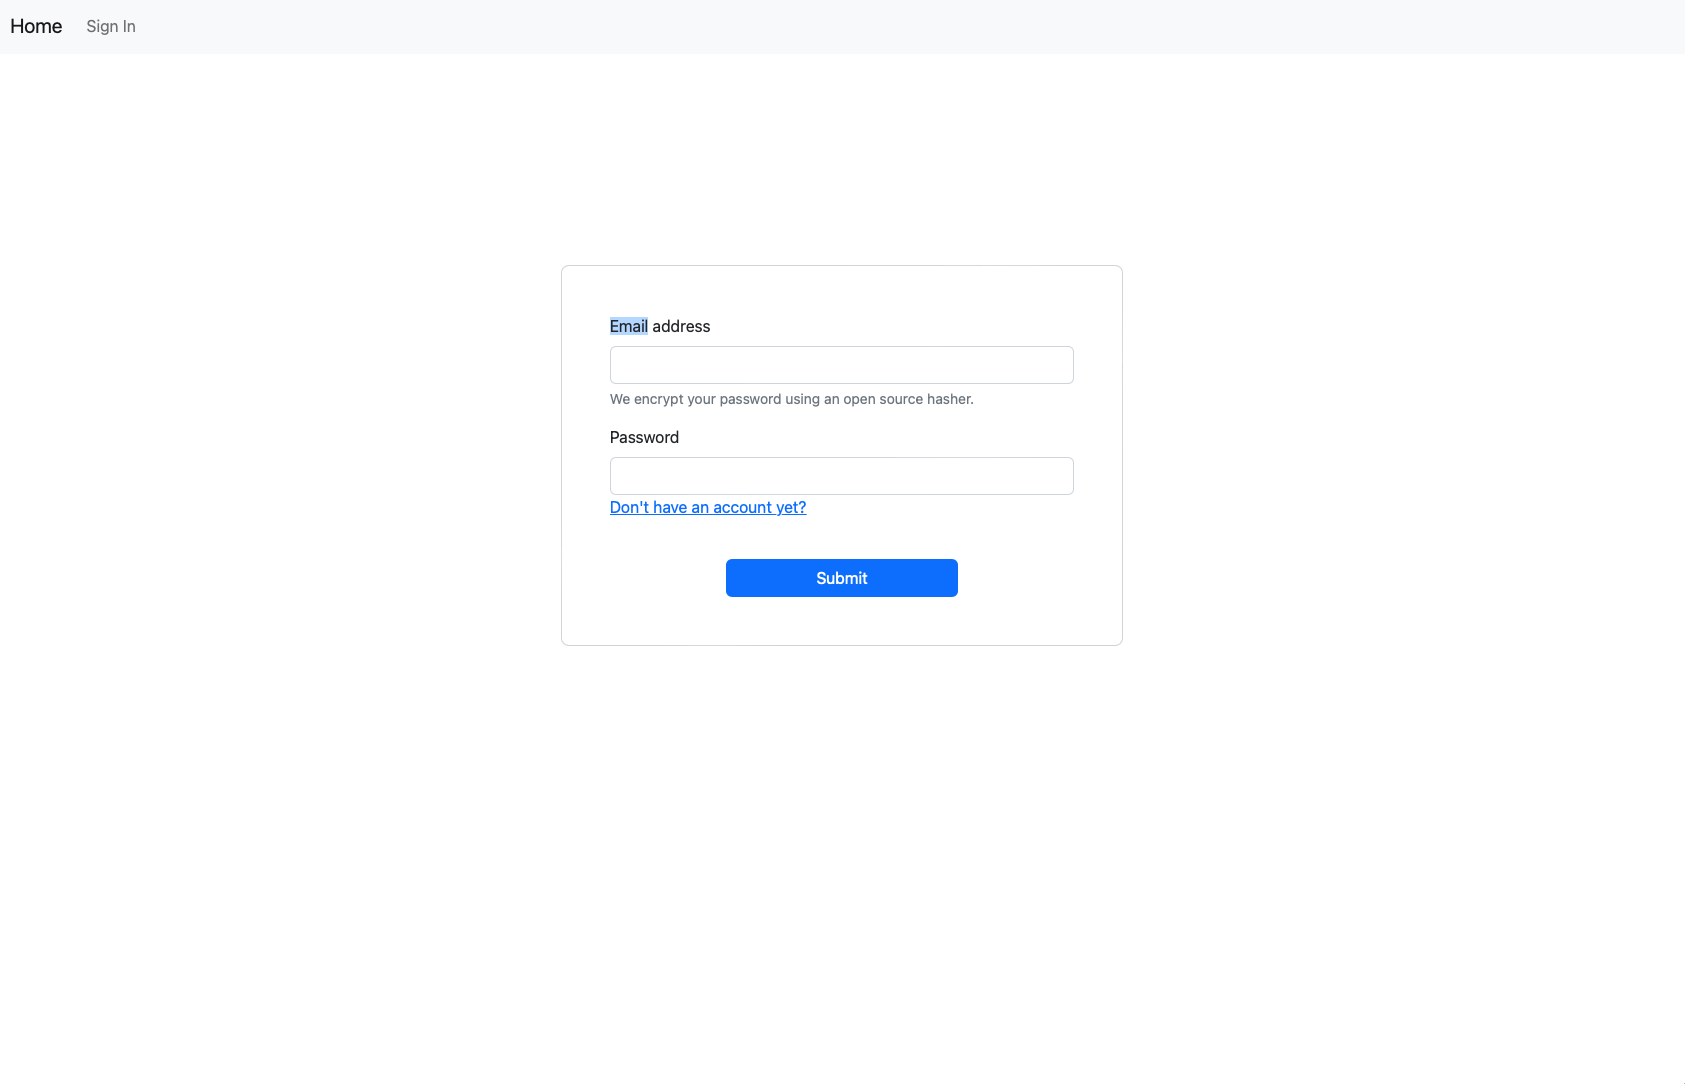 Home Sign In
Email address
We encrypt your password using an open source hasher.
Password
Don't have an account yet?
Submit